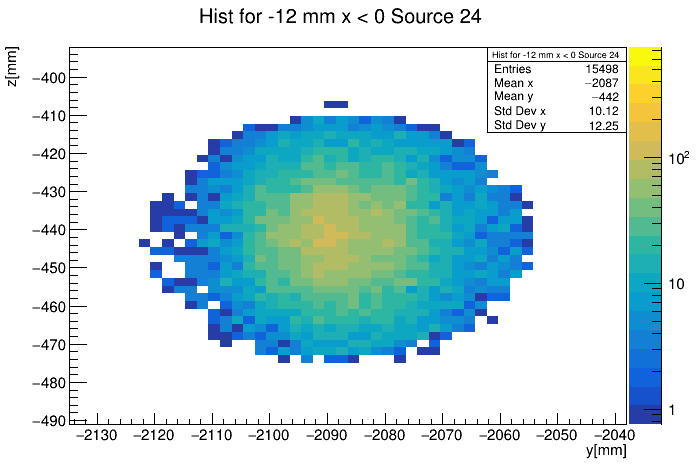 Hist for -12 mm x < 0 Source 24
z[mm]
Hist for -12 mm x < 0 Source 24
Entries 15498
Mean x −2087
Mean y −442
Std Dev x 10.12
Std Dev y 12.25
−400
−410
−420
−430
−440
−450
−460
−470
−480
−490
10²
10
1
−2130 −2120 −2110 −2100 −2090 −2080 −2070 −2060 −2050 −2040
y[mm]